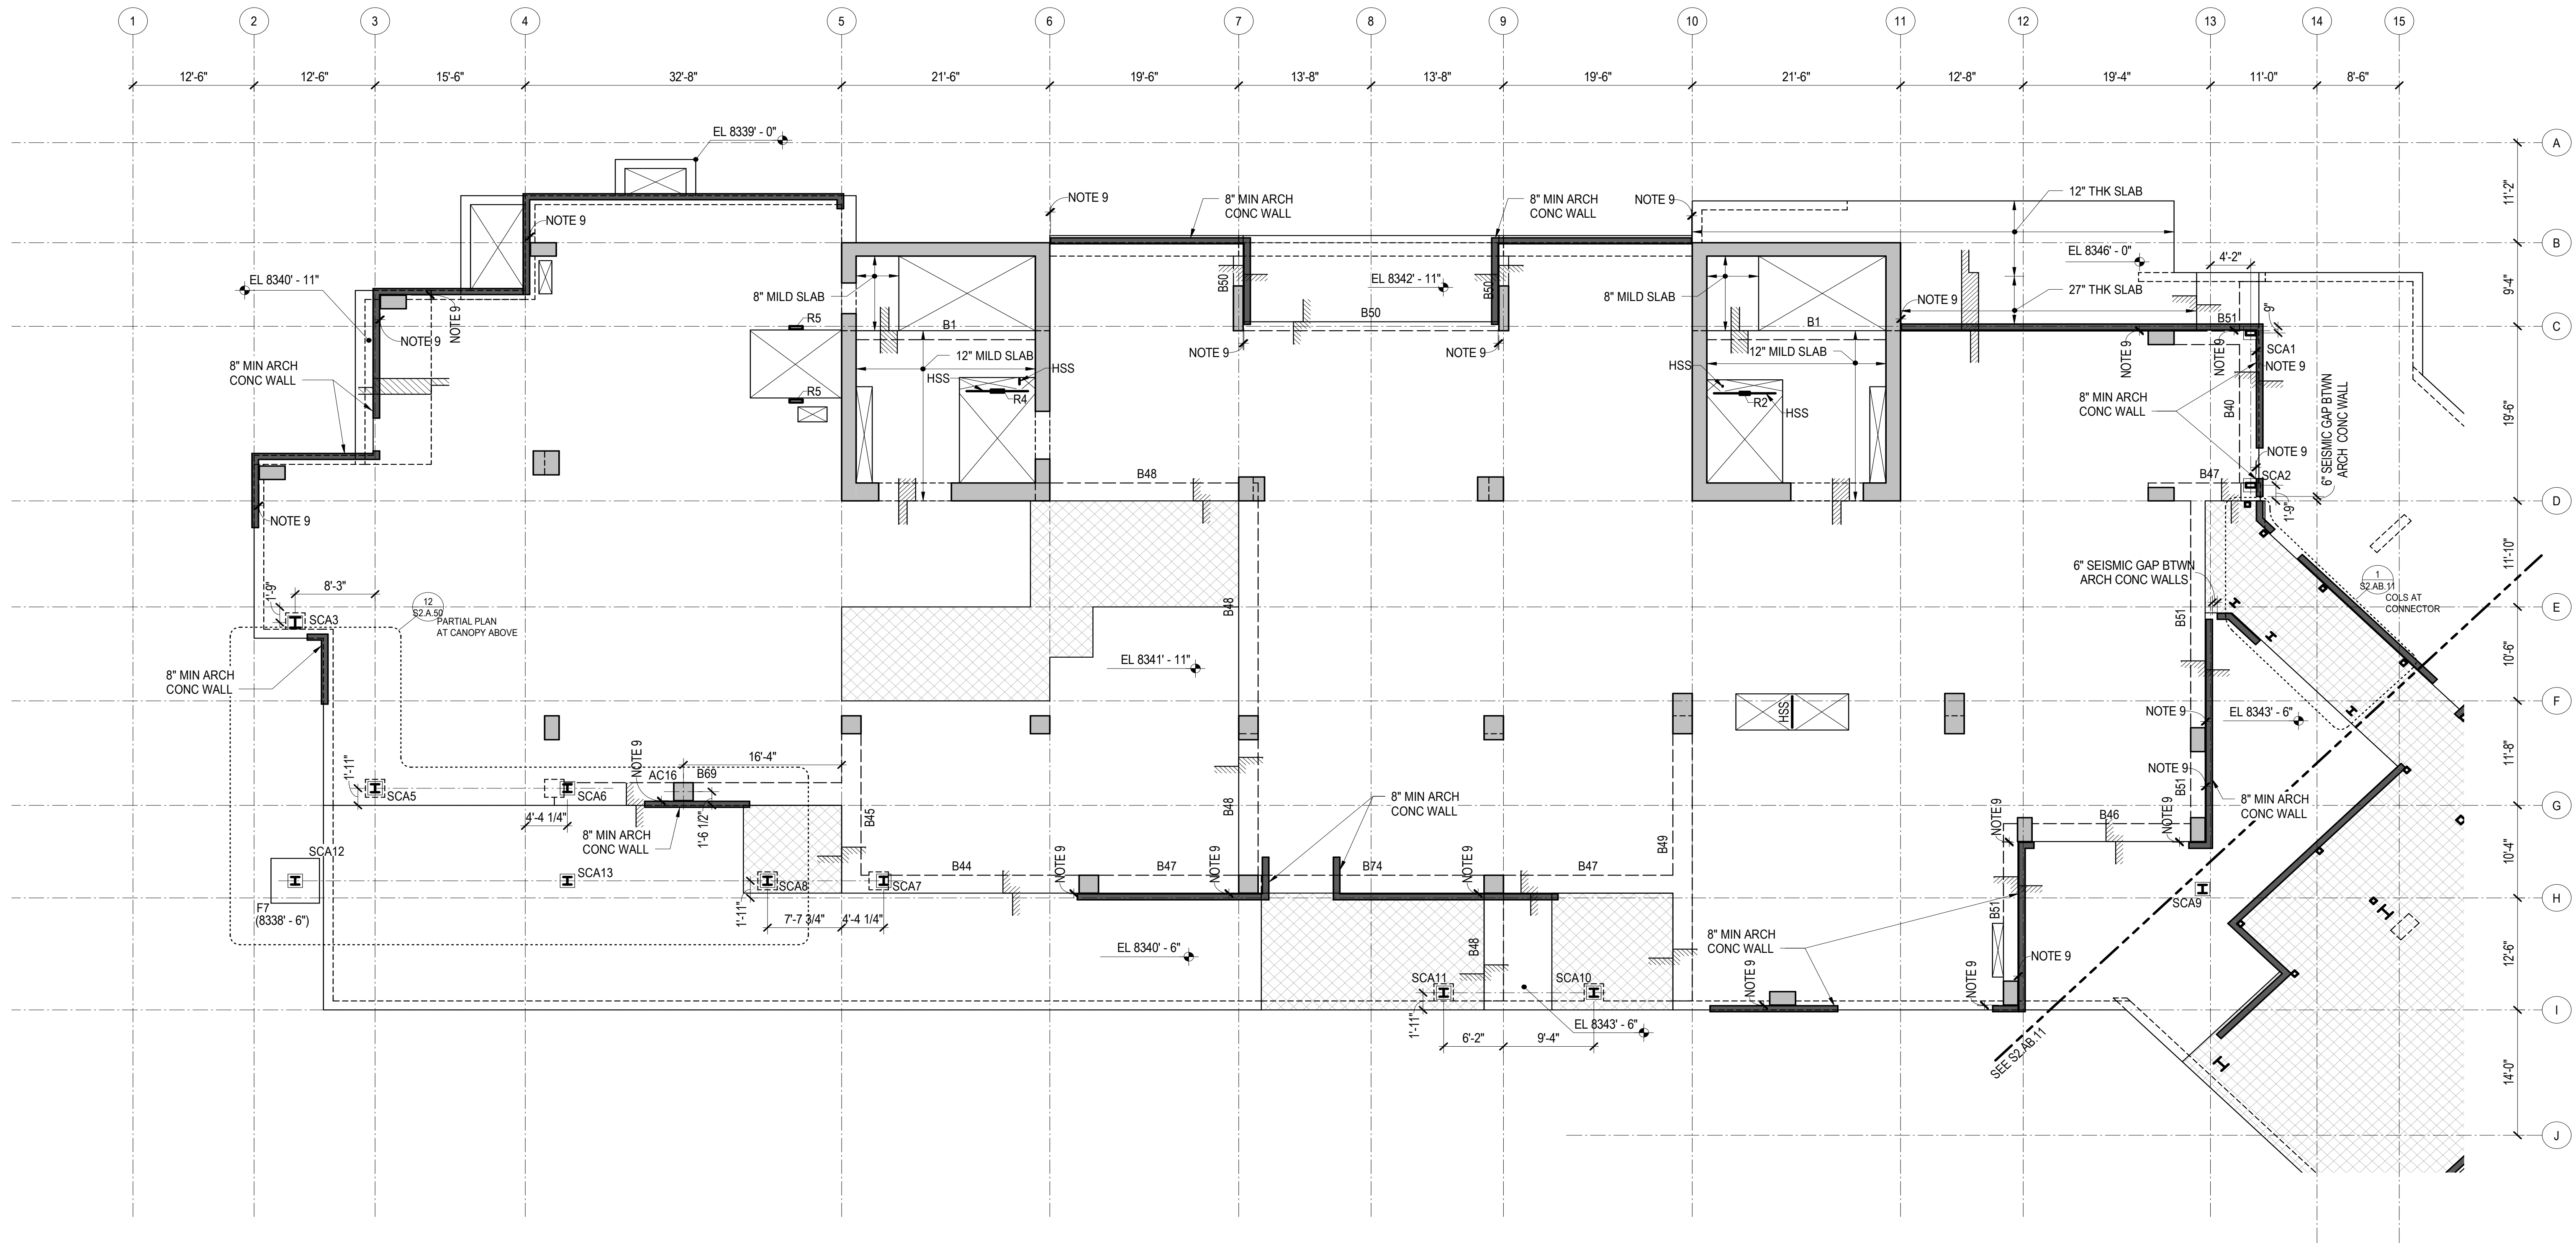 1 2 3 4 5 6 7 8 9 10 11 12 13 14 15
12'-6" 12'-6" 15'-6" 32'-8" 21'-6" 19'-6" 13'-8" 13'-8" 19'-6" 21'-6" 12'-8" 19'-4" 11'-0" 8'-6"
EL 8339' - 0"
A
11'-2"
NOTE 9
8" MIN ARCH
CONC WALL
8" MIN ARCH
CONC WALL
NOTE 9
12" THK SLAB
NOTE 9
B
EL 8346' - 0"
4'-2"
EL 8340' - 11"
B50
EL 8342' - 11"
B50
9'-4"
8" MILD SLAB
8" MILD SLAB
27" THK SLAB
NOTE 9
9"
NOTE 9
NOTE 9
R5
B1
B50
B1
B51
C
NOTE 9
NOTE 9
NOTE 9
NOTE 9
SCA1
NOTE 9
8" MIN ARCH
CONC WALL
12" MILD SLAB
HSS
HSS
R4
R5
12" MILD SLAB
HSS
R2
HSS
8" MIN ARCH
CONC WALL
B40
6" SEISMIC GAP BTWN
ARCH CONC WALL
19'-6"
NOTE 9
B48
B47
SCA2
D
1'-9"
NOTE 9
11'-10"
6" SEISMIC GAP BTWN
ARCH CONC WALLS
1
S2.AB.11
COLS AT
CONNECTOR
8'-3"
1'-9"
SCA3
12
S2.A.50
PARTIAL PLAN
AT CANOPY ABOVE
B48
B51
E
8" MIN ARCH
CONC WALL
EL 8341' - 11"
10'-6"
F
HSS
NOTE 9
EL 8343' - 6"
11'-8"
16'-4"
NOTE 9
AC16
B69
1'-11"
SCA5
SCA6
NOTE 9
B51
8" MIN ARCH
CONC WALL
4'-4 1/4"
8" MIN ARCH
CONC WALL
1'-6 1/2"
B45
B48
8" MIN ARCH
CONC WALL
G
NOTE 9
B46
NOTE 9
B49
10'-4"
SCA12
SCA13
SCA8
SCA7
B44
NOTE 9
B47
NOTE 9
B74
NOTE 9
B47
SCA9
F7
(8338' - 6")
1'-11"
7'-7 3/4"
4'-4 1/4"
B51
H
EL 8340' - 6"
B48
8" MIN ARCH
CONC WALL
NOTE 9
12'-6"
SCA11
SCA10
NOTE 9
NOTE 9
I
1'-11"
EL 8343' - 6"
6'-2"
9'-4"
SEE S2.AB.11
14'-0"
J